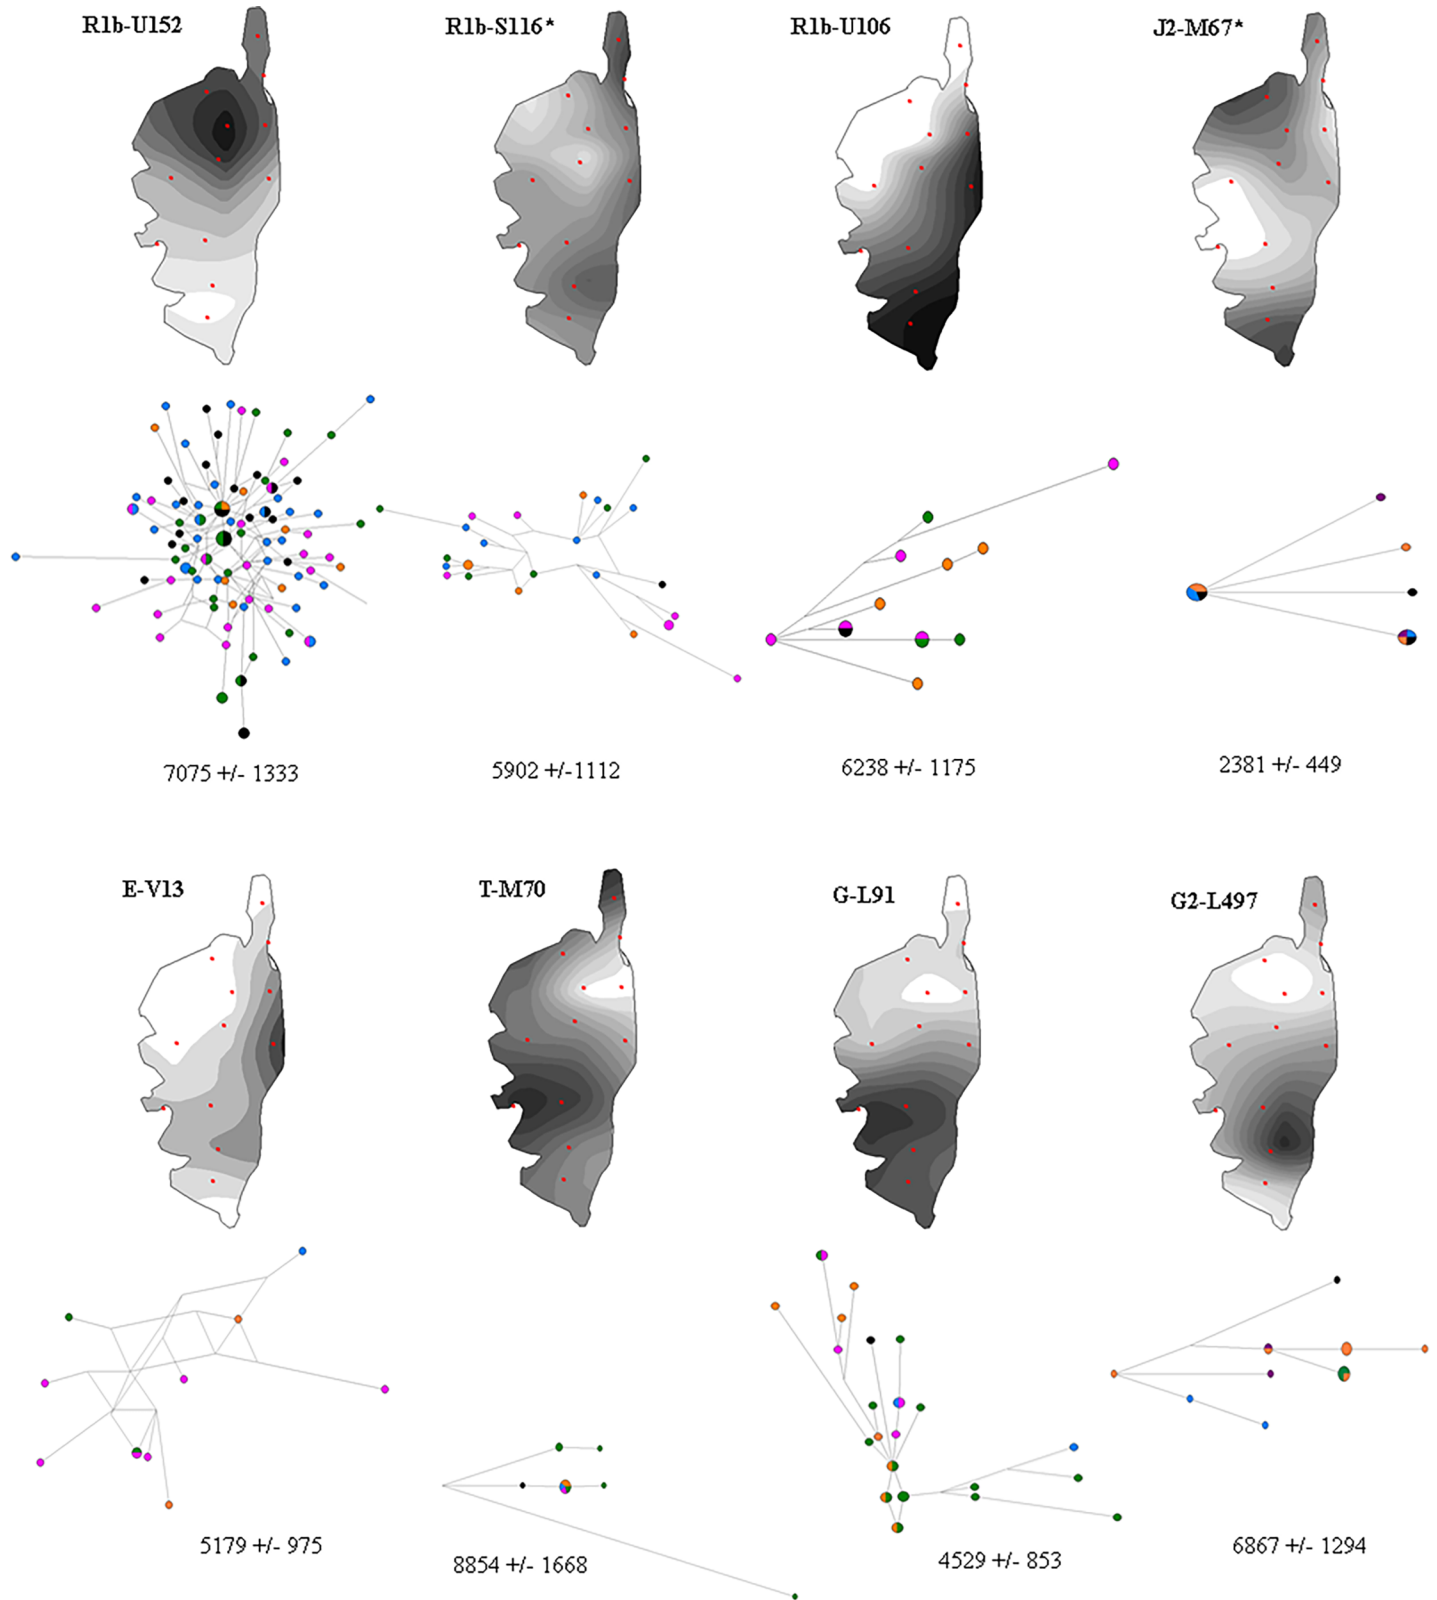 R1b-U152
R1b-S116*
R1b-U106
J2-M67*
7075 +/- 1333
5902 +/-1112
6238 +/- 1175
2381 +/- 449
E-V13
T-M70
G-L91
G2-L497
5179 +/- 975
8854 +/- 1668
4529 +/- 853
6867 +/- 1294